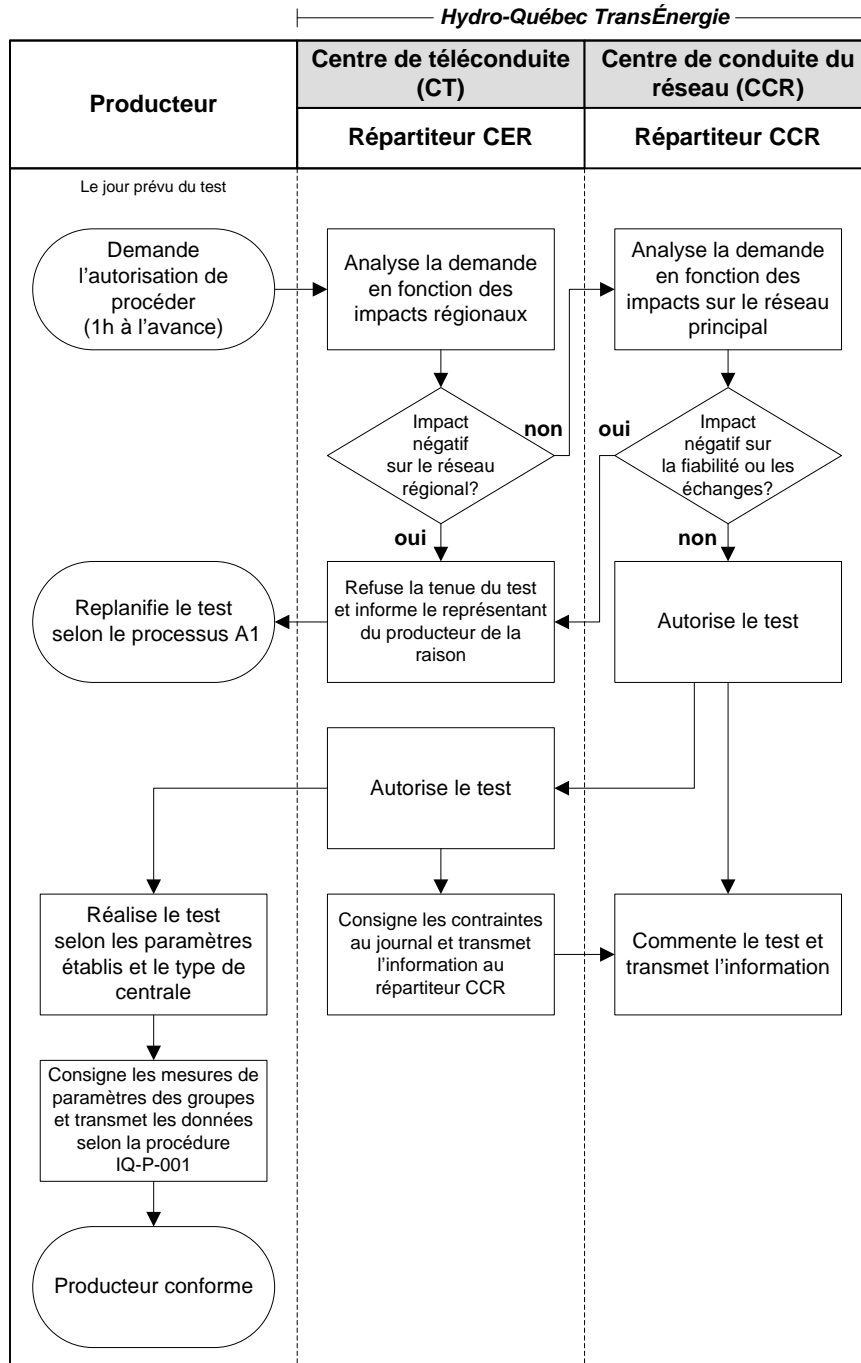 Hydro-Québec TransÉnergie
Producteur
Centre de téléconduite
(CT)
Centre de conduite du
réseau (CCR)
Répartiteur CER
Répartiteur CCR
Le jour prévu du test
Demande
l'autorisation de
procéder
(1h à l'avance)
Analyse la demande
en fonction des
impacts régionaux
Analyse la demande
en fonction des
impacts sur le réseau
principal
Impact
négatif
sur le réseau
régional?
non
oui
Impact
négatif sur
la fiabilité ou les
échanges?
oui
non
Replanifie le test
selon le processus A1
Refuse la tenue du test
et informe le représentant
du producteur de la
raison
Autorise le test
Autorise le test
Réalise le test
selon les paramètres
établis et le type de
centrale
Consigne les contraintes
au journal et transmet
l'information au
répartiteur CCR
Commente le test et
transmet l'information
Consigne les mesures de
paramètres des groupes
et transmet les données
selon la procédure
IQ-P-001
Producteur conforme